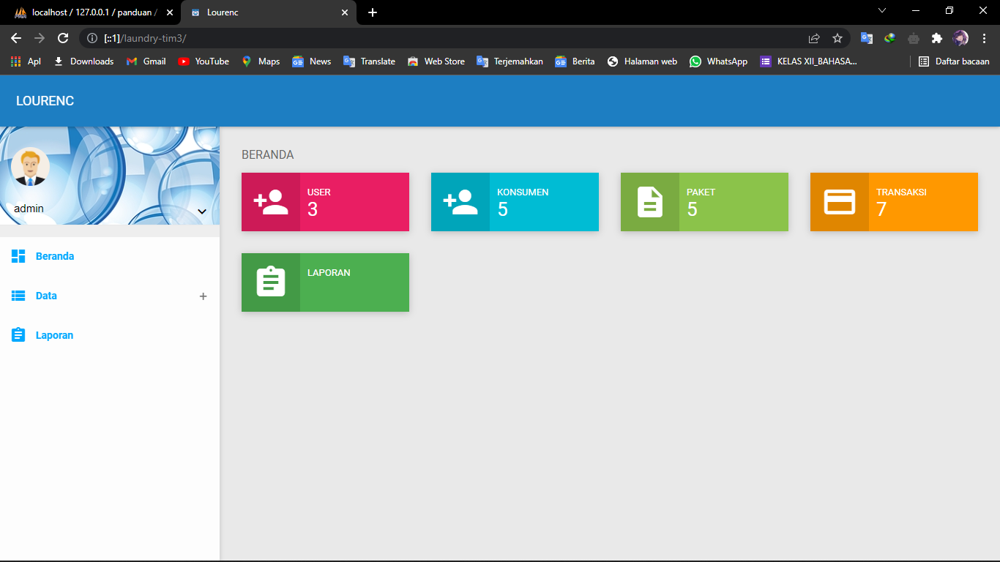 localhost / 127.0.0.1 / panduan /
Lourenc
[::1]/laundry-tim3/
Apl Downloads Gmail YouTube Maps News Translate Web Store Terjemahkan Berita Halaman web WhatsApp KELAS XII_BAHASA... Daftar bacaan
LOURENC
admin
Beranda
Data +
Laporan
BERANDA
USER
3
KONSUMEN
5
PAKET
5
TRANSAKSI
7
LAPORAN